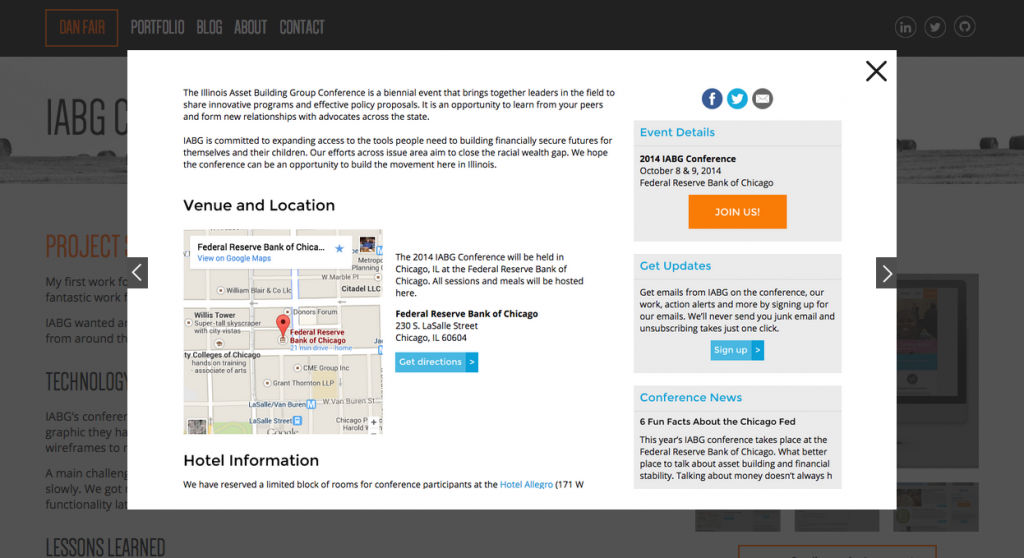 DAN FAIR
PORTFOLIO BLOG ABOUT CONTACT
IABG C
PROJECT S
My first work fo
fantastic work f
IABG wanted a
from around th
TECHNOLOGY
IABG's conferen
graphic they ha
wireframes to r
A main challeng
slowly. We got r
functionality lat
LESSONS LEARNED
The Illinois Asset Building Group Conference is a biennial event that brings together leaders in the field to
share innovative programs and effective policy proposals. It is an opportunity to learn from your peers
and form new relationships with advocates across the state.
IABG is committed to expanding access to the tools people need to building financially secure futures for
themselves and their children. Our efforts across issue area aim to close the racial wealth gap. We hope
the conference can be an opportunity to build the movement here in Illinois.
Venue and Location
Federal Reserve Bank of Chica...
View on Google Maps
Metropo
Planning
W Marble Pl
William Blair & Co Llc
Citadel LLC
Donors Forum
Willis Tower
Super-tall skyscraper
with city vistas
Federal Reserve
Bank of Chicago
21 min drive - home
ty Colleges of Chicago
hands on training
associate of arts
CME Group Inc
Grant Thornton LLP
LaSalle/Van Buren
W Van Buren St
LaSalle Street
Chicago P
Harold W
Google
The 2014 IABG Conference will be held in
Chicago, IL at the Federal Reserve Bank of
Chicago. All sessions and meals will be hosted
here.
Federal Reserve Bank of Chicago
230 S. LaSalle Street
Chicago, IL 60604
Get directions >
Hotel Information
We have reserved a limited block of rooms for conference participants at the Hotel Allegro (171 W
Event Details
2014 IABG Conference
October 8 & 9, 2014
Federal Reserve Bank of Chicago
JOIN US!
Get Updates
Get emails from IABG on the conference, our
work, action alerts and more by signing up for
our emails. We'll never send you junk email and
unsubscribing takes just one click.
Sign up >
Conference News
6 Fun Facts About the Chicago Fed
This year's IABG conference takes place at the
Federal Reserve Bank of Chicago. What better
place to talk about asset building and financial
stability. Talking about money doesn't always h